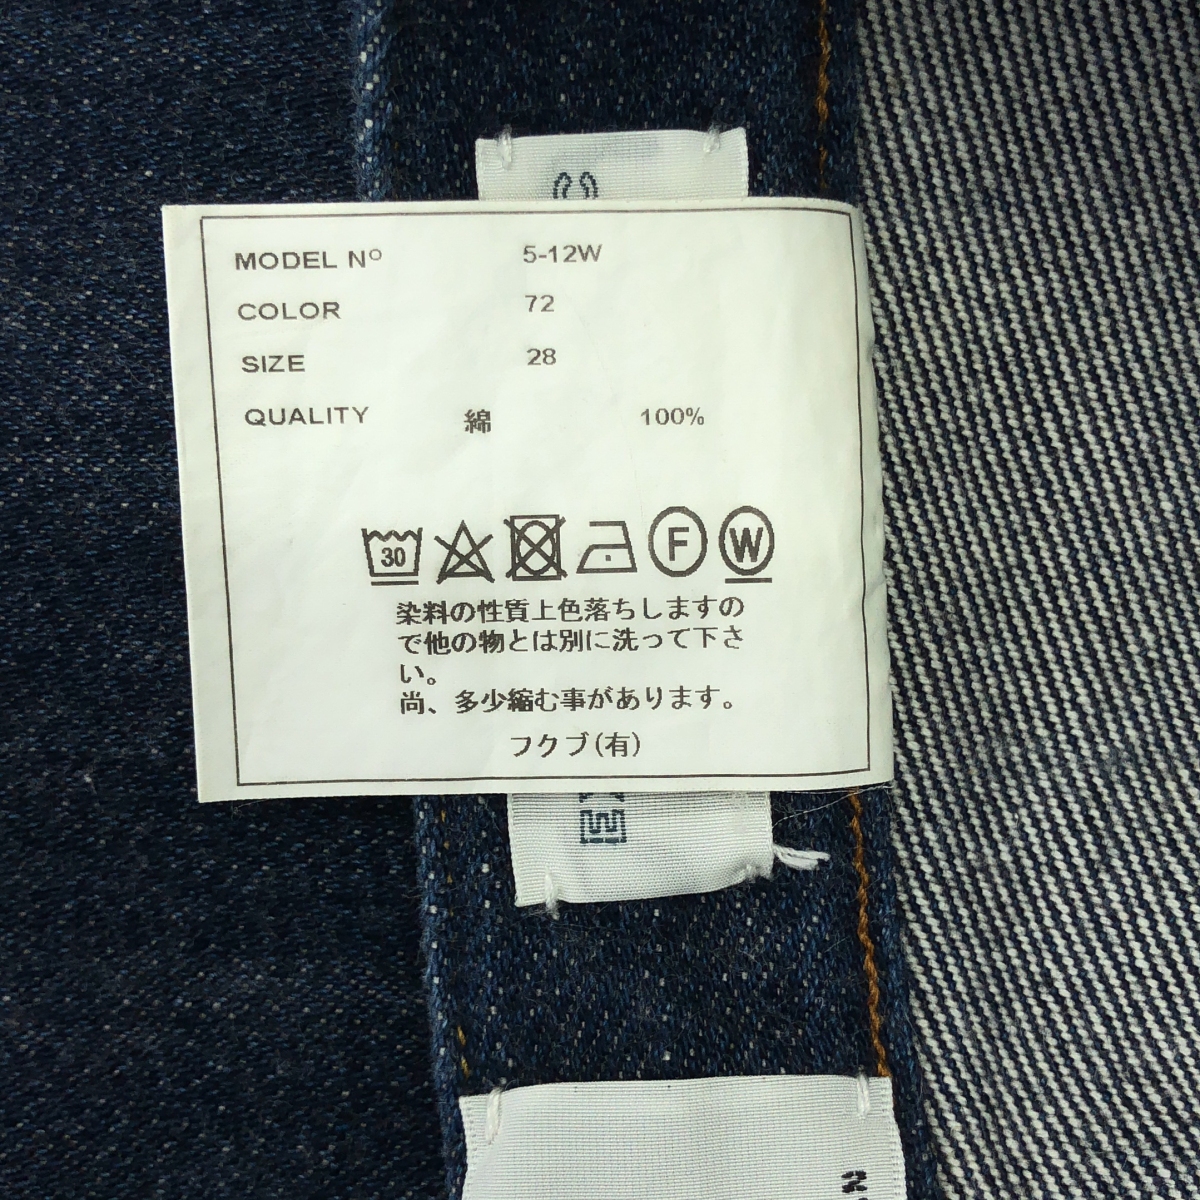 MODEL Nº 5-12W
COLOR 72
SIZE 28
QUALITY 綿 100%
30 F W
染料の性質上色落ちしますの
で他の物とは別に洗って下さ
い。
尚、多少縮む事があります。
フクブ(有)